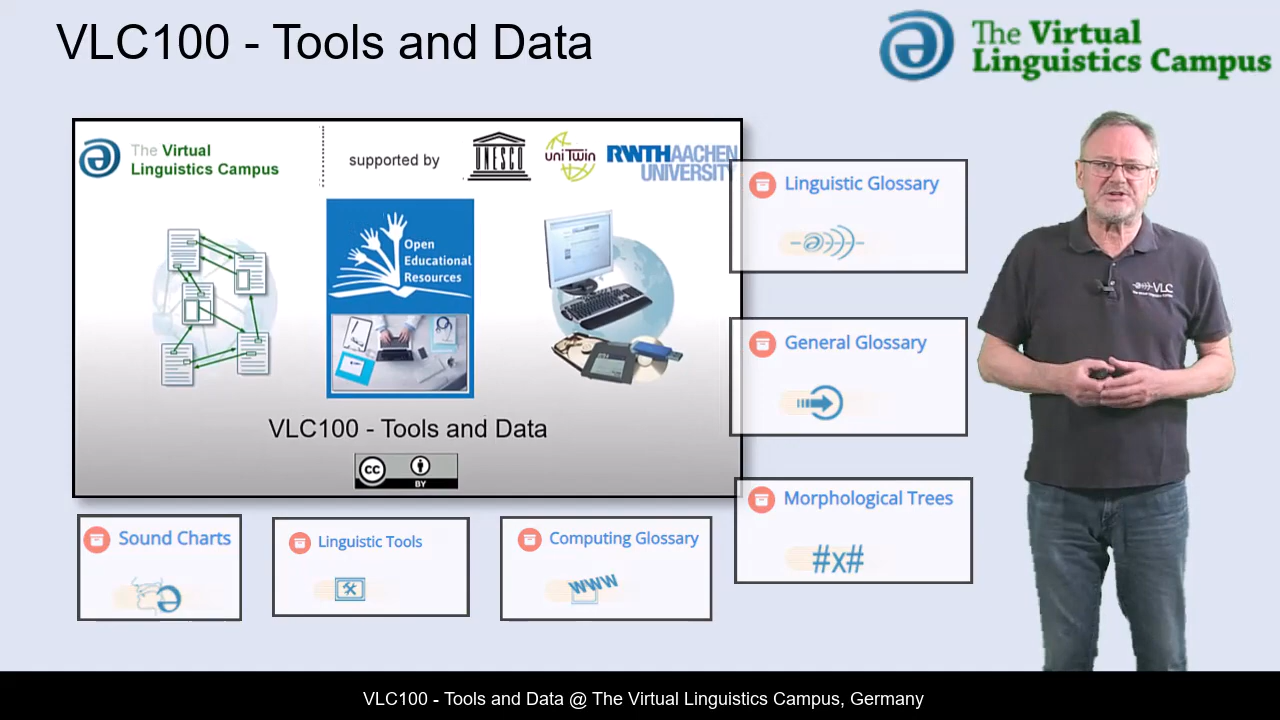 VLC100 - Tools and Data
The Virtual
Linguistics Campus
The Virtual
Linguistics Campus
supported by
UNESCO
uniTwin
RWTHAACHEN
UNIVERSITY
Open
Educational
Resources
VLC100 - Tools and Data
CC
BY
Linguistic Glossary
General Glossary
Morphological Trees
#x#
Sound Charts
Linguistic Tools
Computing Glossary
WWW
VLC
VLC100 - Tools and Data @ The Virtual Linguistics Campus, Germany